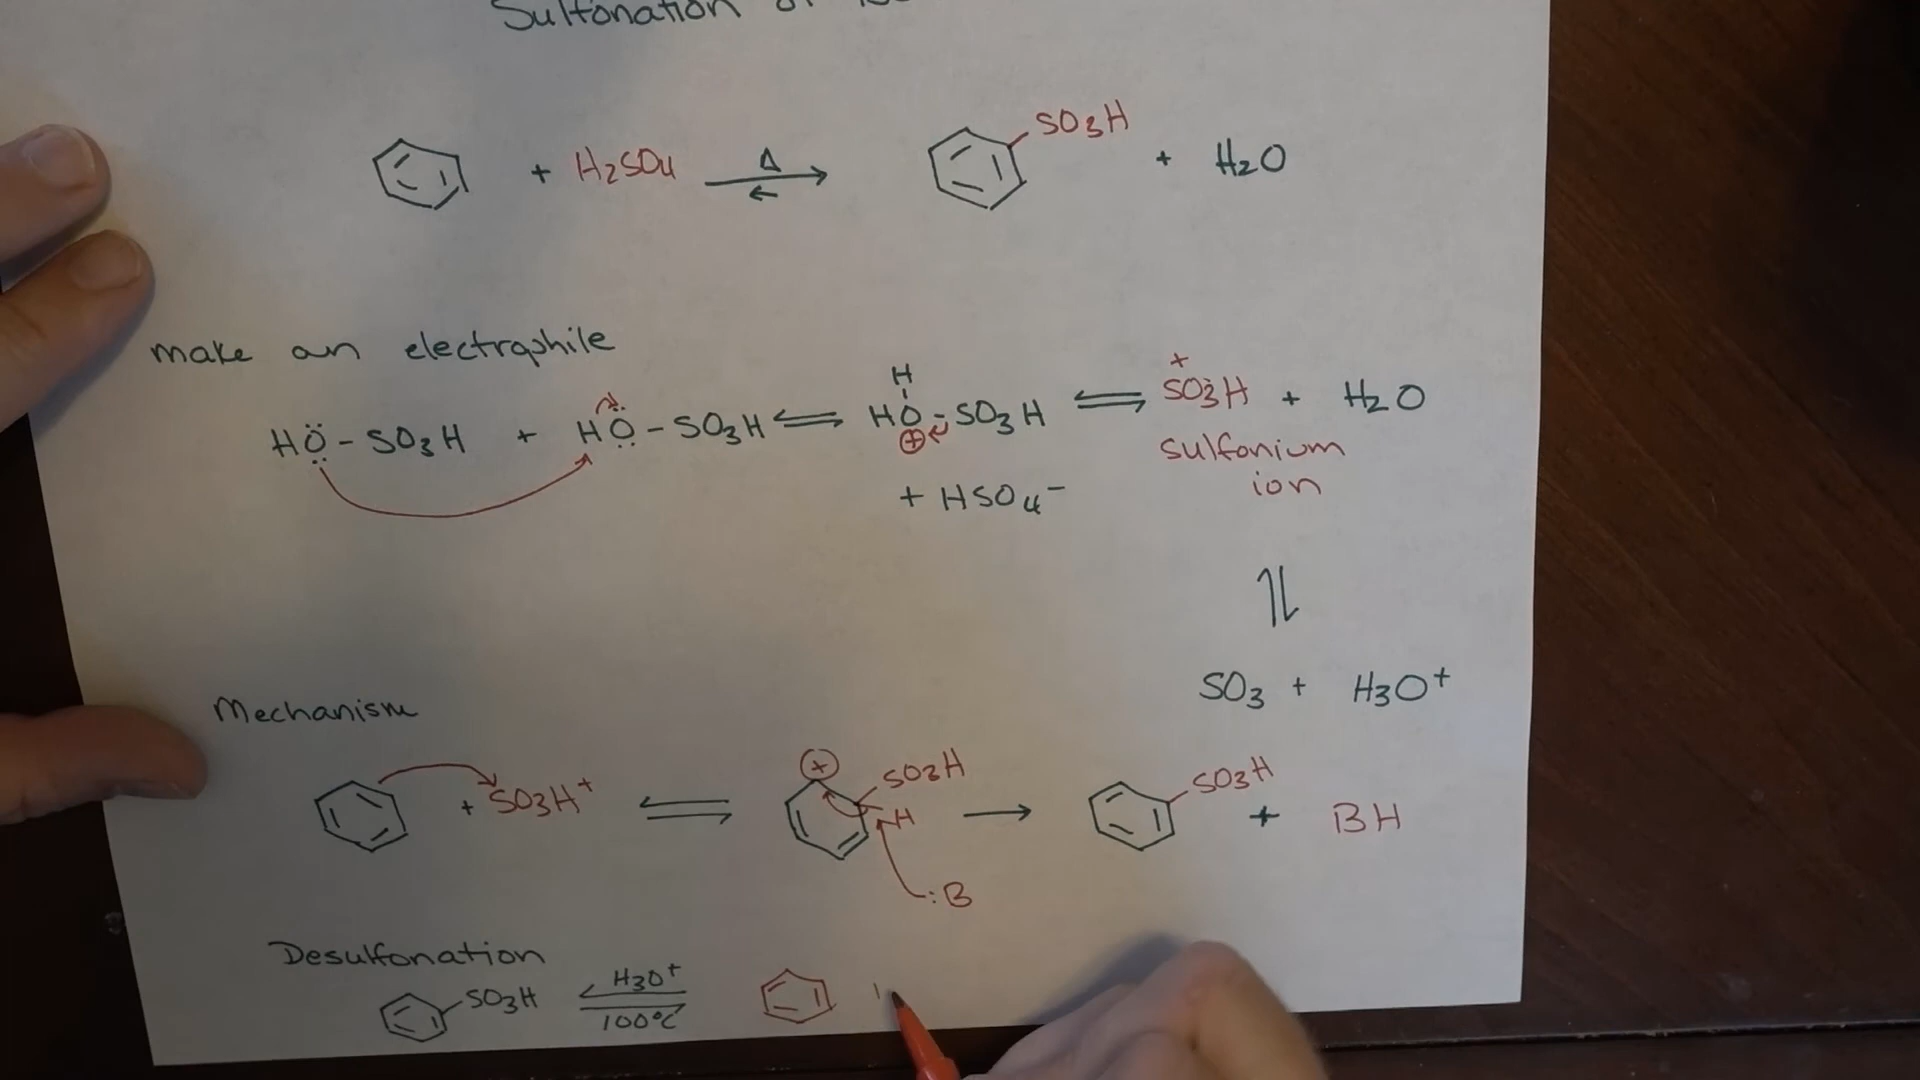 Sulfonation of
+ H₂SO₄ Δ SO₃H + H₂O
make an electrophile
HÖ - SO₃H + HÖ - SO₃H ⇌ H HO - SO₃H ⊕ ⇌ + SO₃H + H₂O
sulfonium
+ HSO₄⁻ ion
⇌
SO₃ + H₃O⁺
Mechanism
+ SO₃H⁺ ⇌ ⊕ SO₃H H → SO₃H + BH
:B
Desulfonation
SO₃H H₃O⁺ 100°C